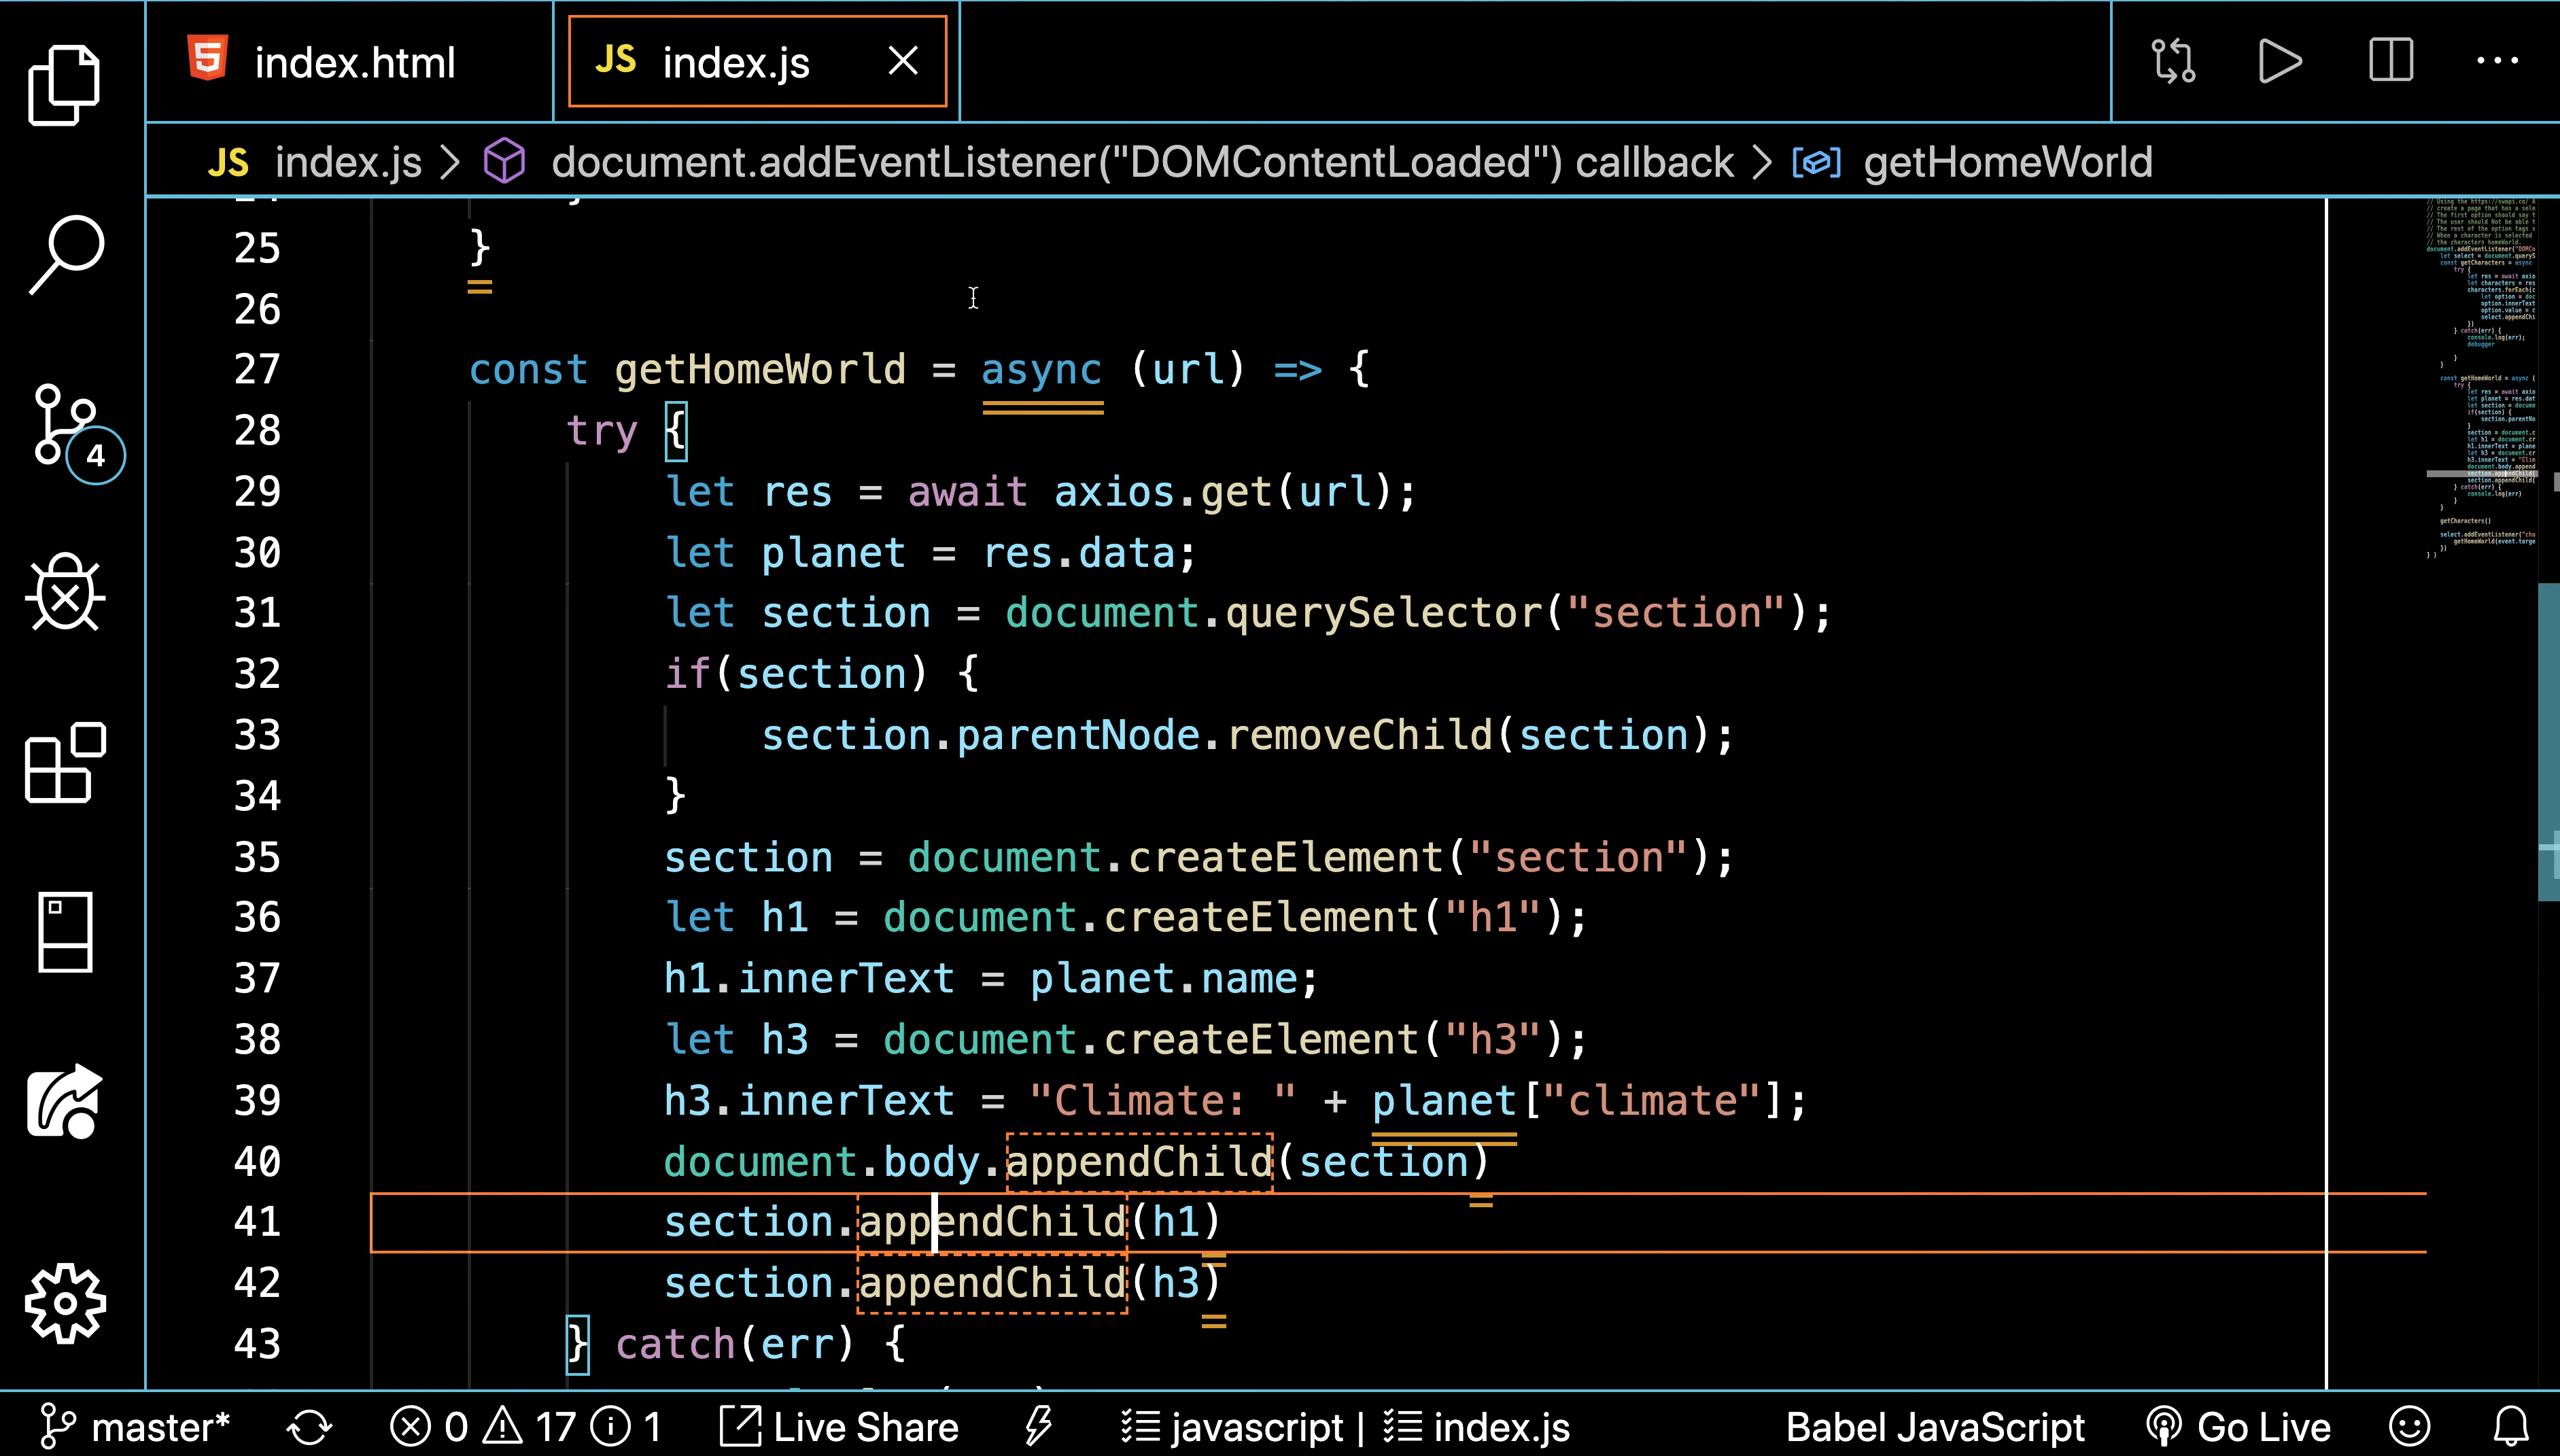 index.html
JS index.js
JS index.js > document.addEventListener("DOMContentLoaded") callback > getHomeWorld
25 }
26
27 const getHomeWorld = async (url) => {
28 try {
29 let res = await axios.get(url);
30 let planet = res.data;
31 let section = document.querySelector("section");
32 if(section) {
33 section.parentNode.removeChild(section);
34 }
35 section = document.createElement("section");
36 let h1 = document.createElement("h1");
37 h1.innerText = planet.name;
38 let h3 = document.createElement("h3");
39 h3.innerText = "Climate: " + planet["climate"];
40 document.body.appendChild(section)
41 section.appendChild(h1)
42 section.appendChild(h3)
43 } catch(err) {
4
master* 0 17 1 Live Share javascript | index.js Babel JavaScript Go Live